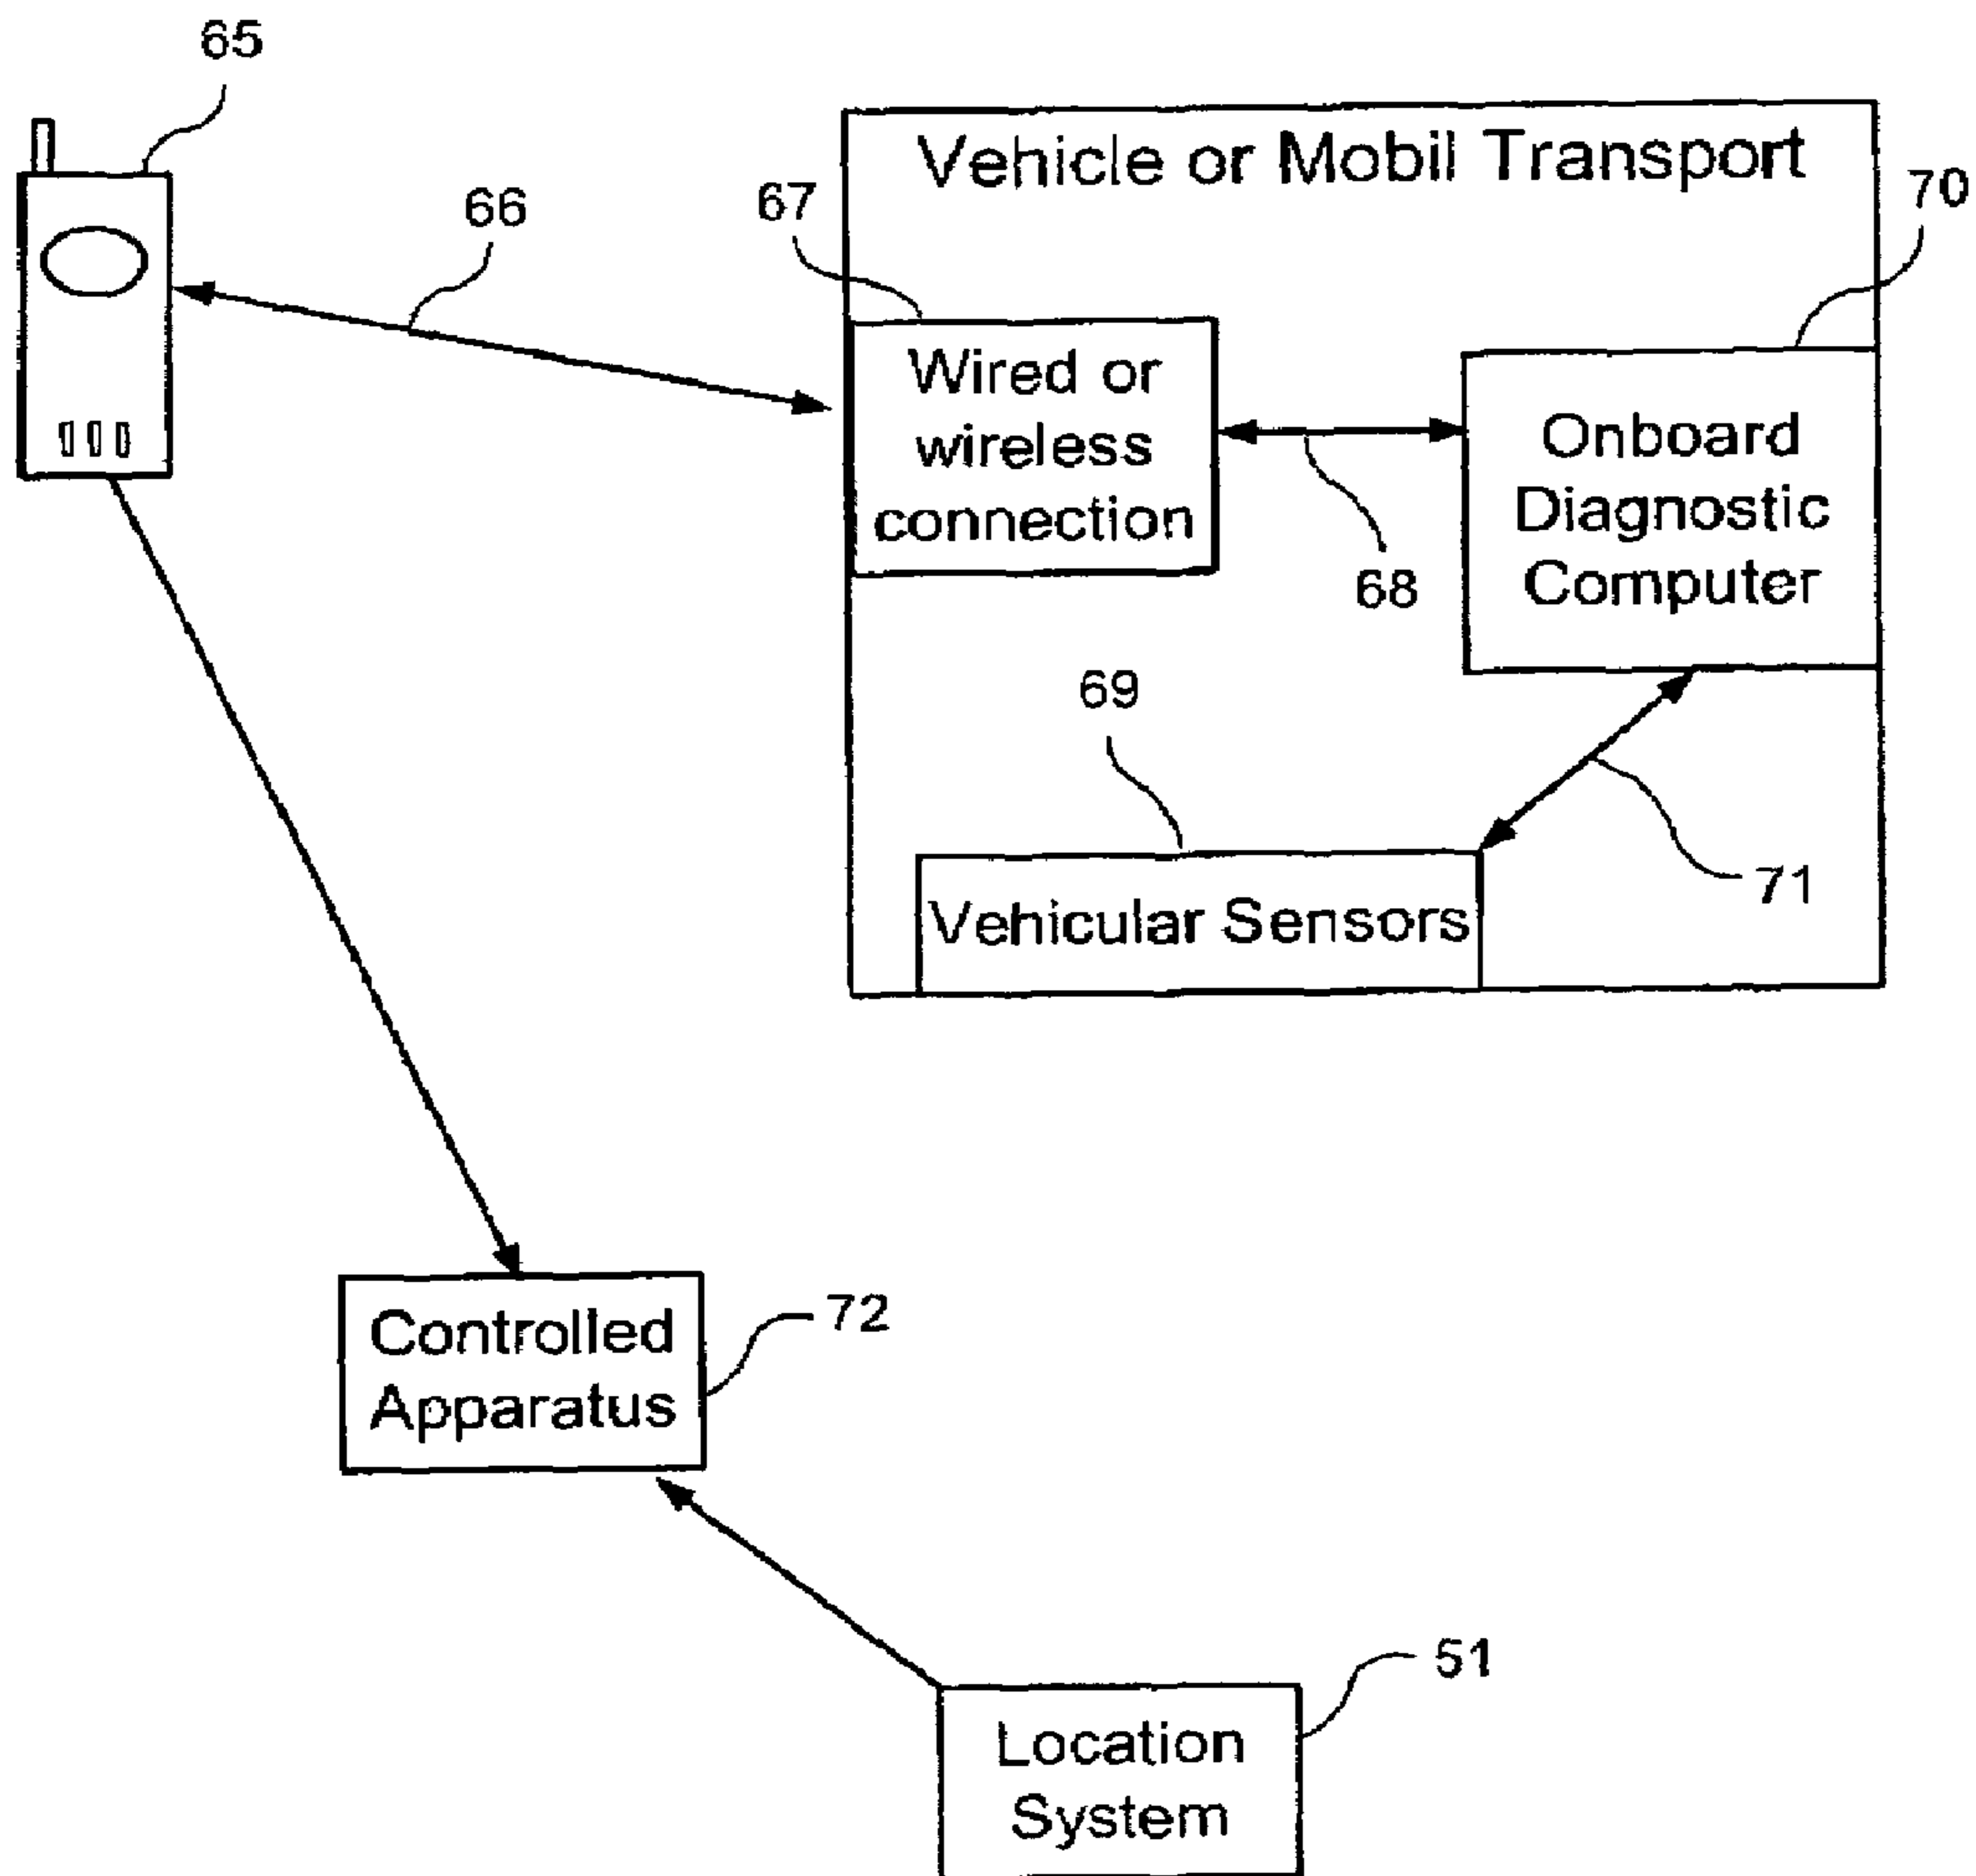 65
Vehicle or Mobil Transport
66
67
70
Wired or
wireless
connection
Onboard
Diagnostic
Computer
68
69
71
Vehicular Sensors
72
Controlled
Apparatus
51
Location
System